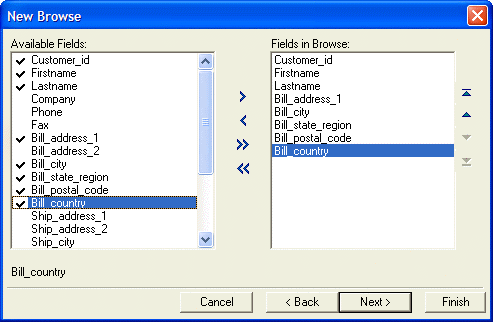 New Browse
Available Fields:
Customer_id
Firstname
Lastname
Company
Phone
Fax
Bill_address_1
Bill_address_2
Bill_city
Bill_state_region
Bill_postal_code
Bill_country
Ship_address_1
Ship_address_2
Ship_city
Fields in Browse:
Customer_id
Firstname
Lastname
Bill_address_1
Bill_city
Bill_state_region
Bill_postal_code
Bill_country
Bill_country
Cancel
< Back
Next >
Finish